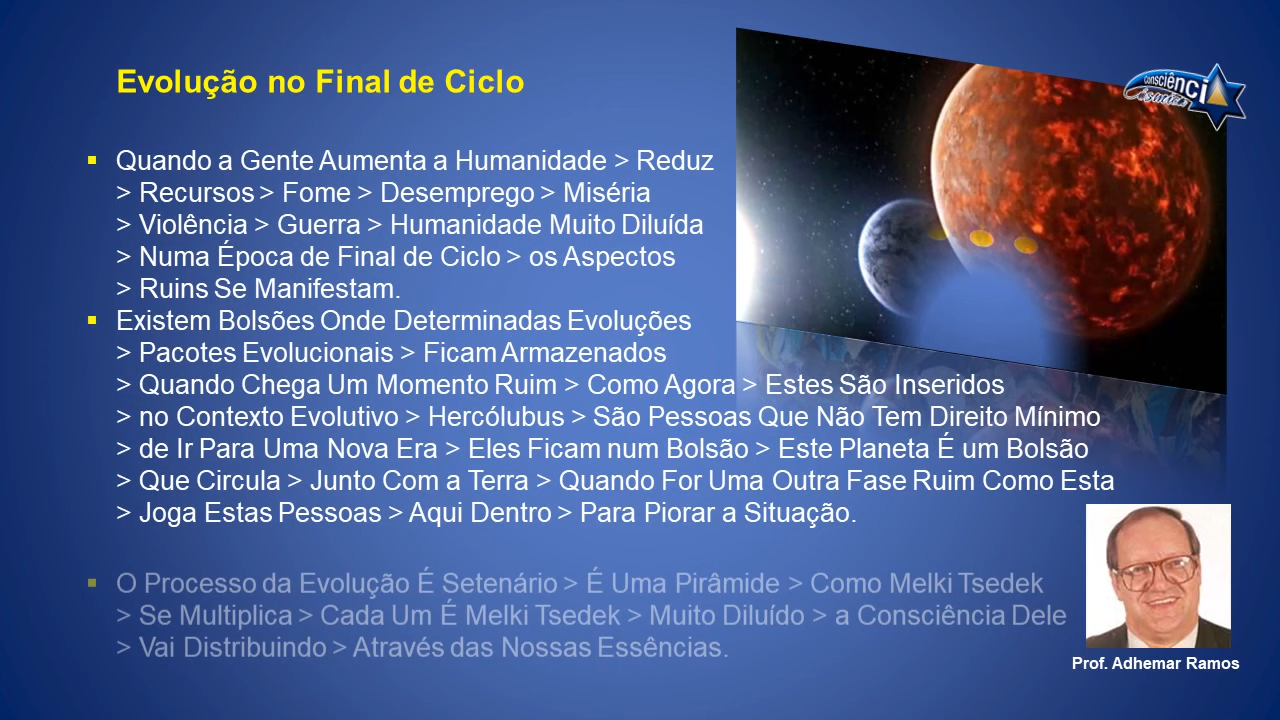 Evolução no Final de Ciclo
consciênci
Quando a Gente Aumenta a Humanidade > Reduz
> Recursos > Fome > Desemprego > Miséria
> Violência > Guerra > Humanidade Muito Diluída
> Numa Época de Final de Ciclo > os Aspectos
> Ruins Se Manifestam.
Existem Bolsões Onde Determinadas Evoluções
> Pacotes Evolucionais > Ficam Armazenados
> Quando Chega Um Momento Ruim > Como Agora > Estes São Inseridos
> no Contexto Evolutivo > Hercólubus > São Pessoas Que Não Tem Direito Mínimo
> de Ir Para Uma Nova Era > Eles Ficam num Bolsão > Este Planeta É um Bolsão
> Que Circula > Junto Com a Terra > Quando For Uma Outra Fase Ruim Como Esta
> Joga Estas Pessoas > Aqui Dentro > Para Piorar a Situação.
O Processo da Evolução É Setenário > É Uma Pirâmide > Como Melki Tsedek
> Se Multiplica > Cada Um É Melki Tsedek > Muito Diluído > a Consciência Dele
> Vai Distribuindo > Através das Nossas Essências.
Prof. Adhemar Ramos